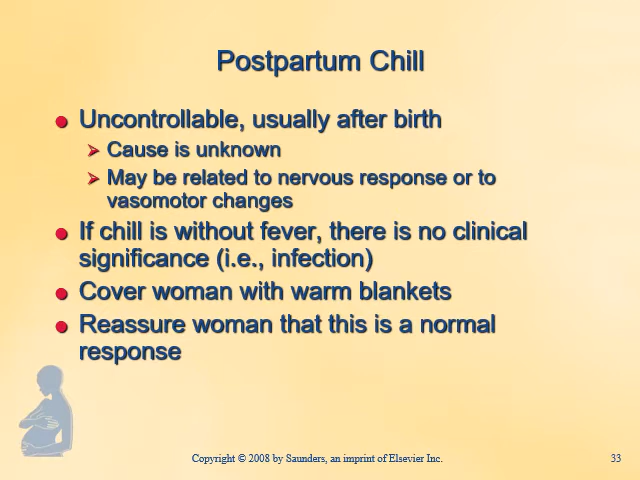 Postpartum Chill
Uncontrollable, usually after birth
Cause is unknown
May be related to nervous response or to
vasomotor changes
If chill is without fever, there is no clinical
significance (i.e., infection)
Cover woman with warm blankets
Reassure woman that this is a normal
response
Copyright © 2008 by Saunders, an imprint of Elsevier Inc.
33